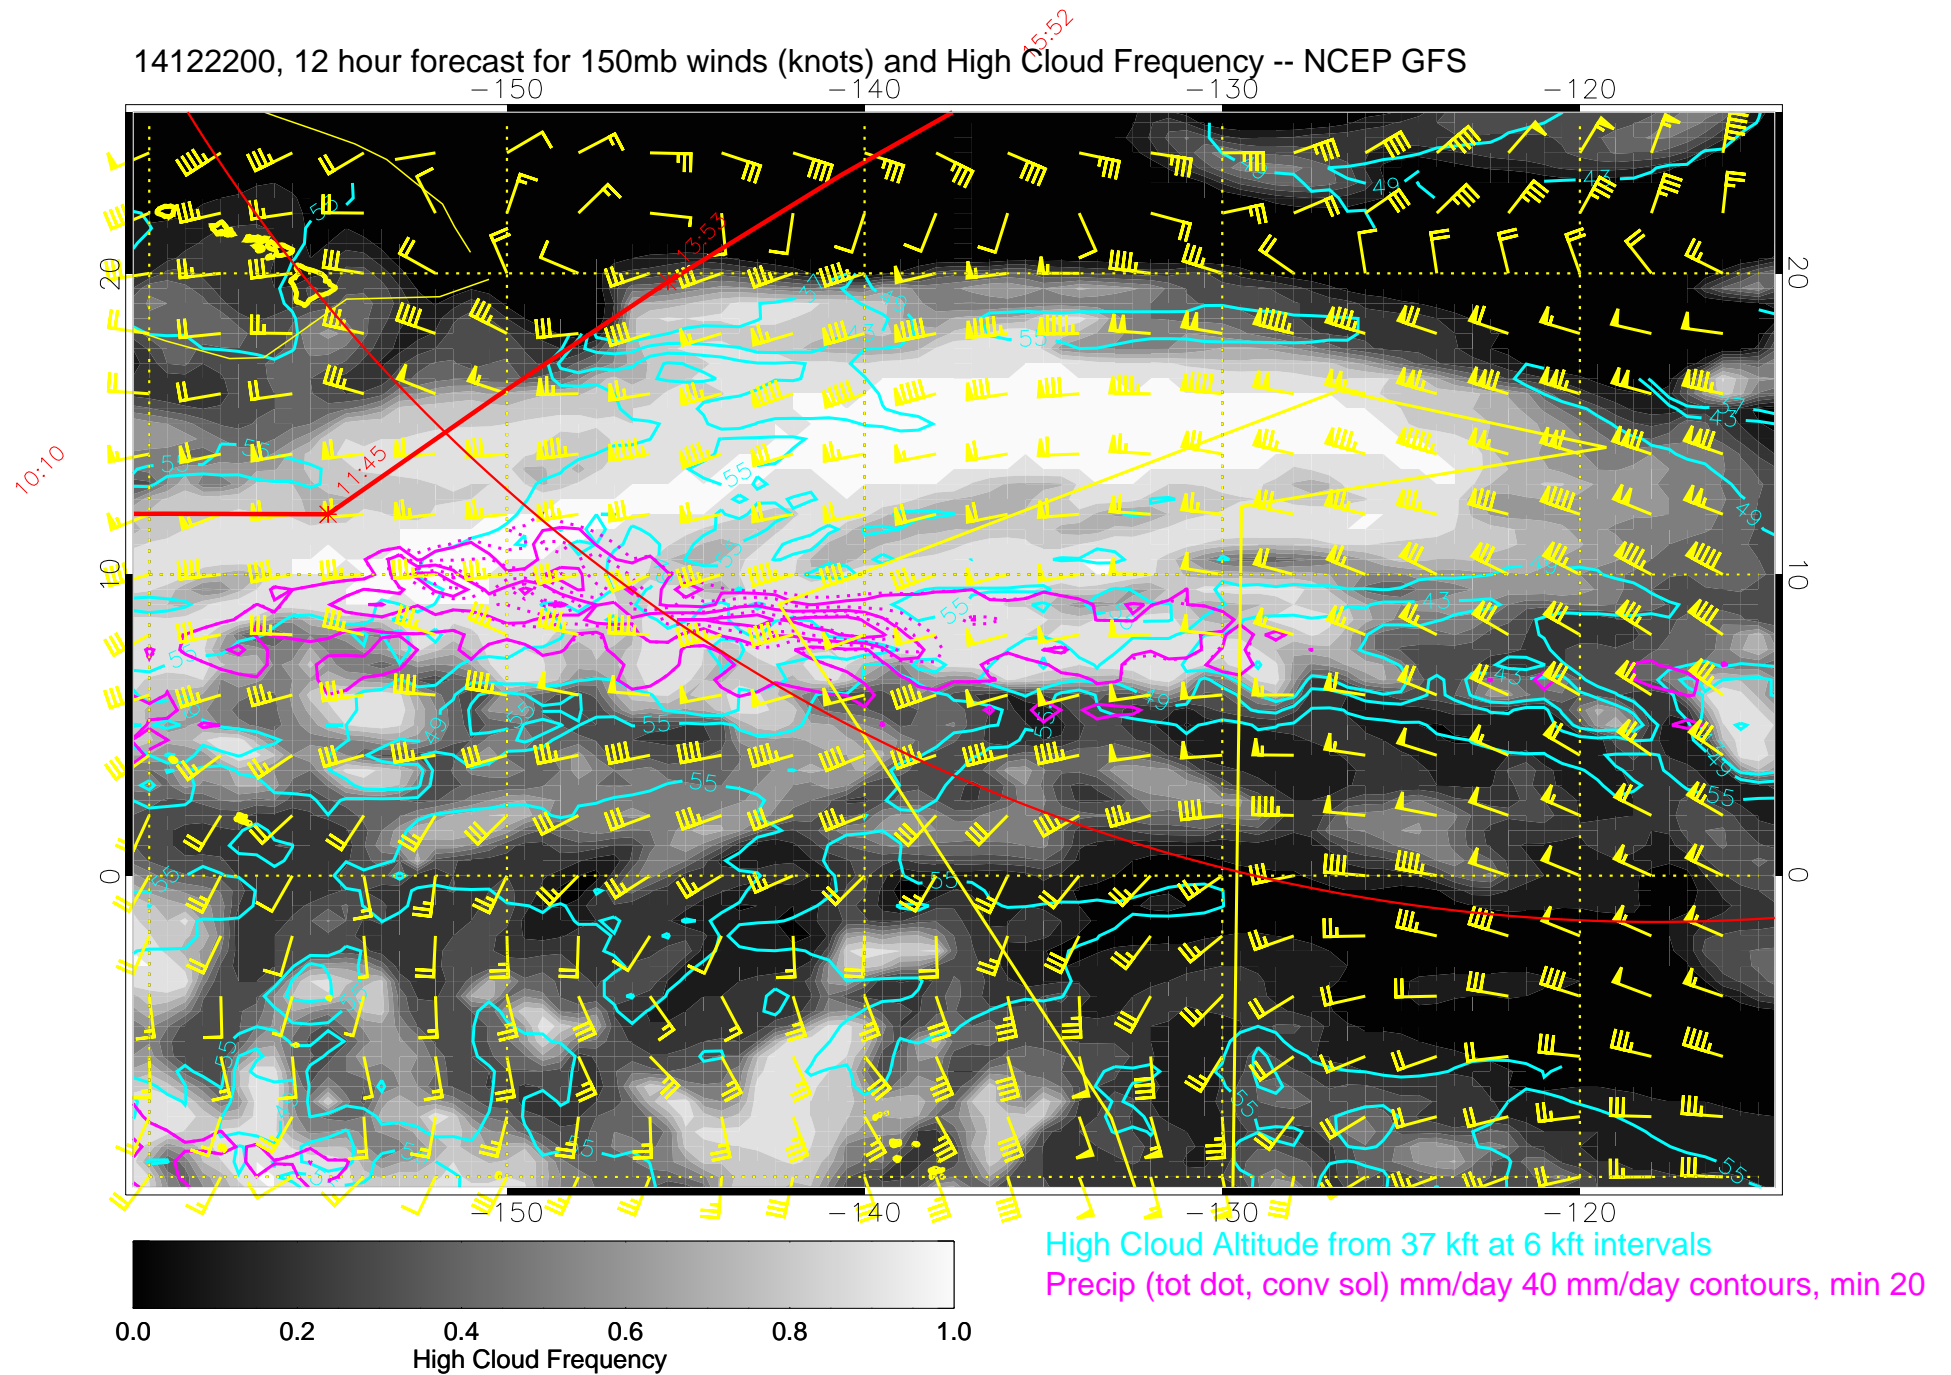 15:52
14122200, 12 hour forecast for 150mb winds (knots) and High Cloud Frequency -- NCEP GFS
-150 -140 -130 -120
13:53
20 20
10:10
11:45
10 10
0 0
-150 -140 -130 -120
High Cloud Altitude from 37 kft at 6 kft intervals
Precip (tot dot, conv sol) mm/day 40 mm/day contours, min 20
0.0 0.2 0.4 0.6 0.8 1.0
High Cloud Frequency